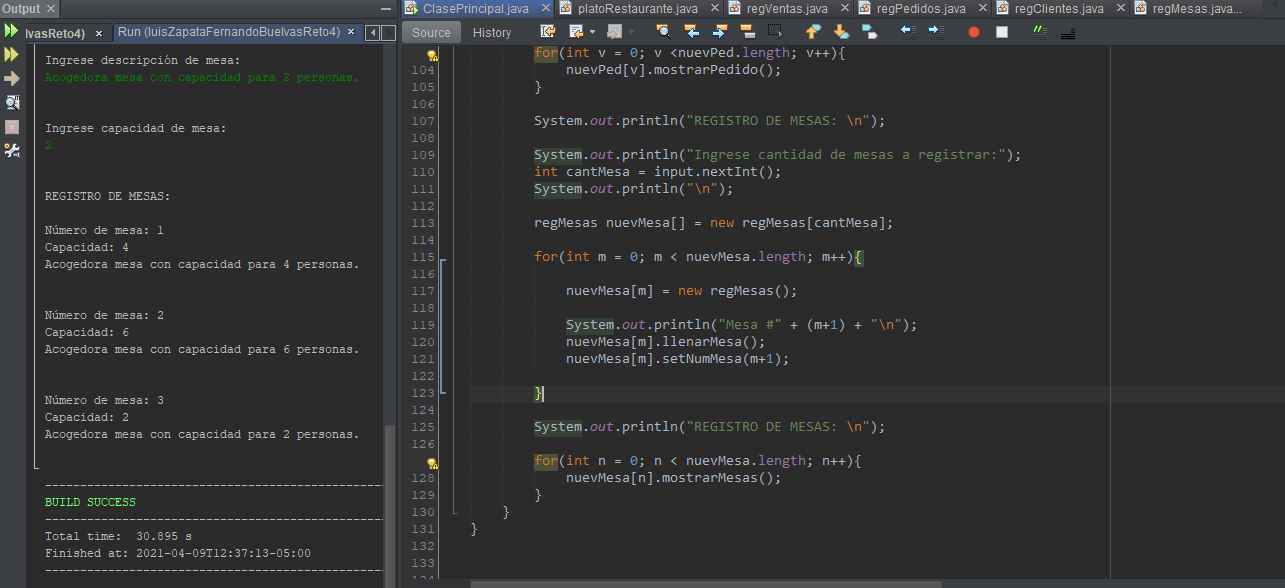 Output
lvasReto4)
Run (luisZapataFernandoBuelvasReto4)
Ingrese descripción de mesa:
Acogedora mesa con capacidad para 2 personas.
Ingrese capacidad de mesa:
2
REGISTRO DE MESAS:
Número de mesa: 1
Capacidad: 4
Acogedora mesa con capacidad para 4 personas.
Número de mesa: 2
Capacidad: 6
Acogedora mesa con capacidad para 6 personas.
Número de mesa: 3
Capacidad: 2
Acogedora mesa con capacidad para 2 personas.
------------------------------------------------
BUILD SUCCESS
------------------------------------------------
Total time:  30.895 s
Finished at: 2021-04-09T12:37:13-05:00
------------------------------------------------
ClasePrincipal.java
platoRestaurante.java
regVentas.java
regPedidos.java
regClientes.java
regMesas.java...
Source
History
for(int v = 0; v <nuevPed.length; v++){
104 nuevPed[v].mostrarPedido();
105 }
106
107 System.out.println("REGISTRO DE MESAS: \n");
108
109 System.out.println("Ingrese cantidad de mesas a registrar:");
110 int cantMesa = input.nextInt();
111 System.out.println("\n");
112
113 regMesas nuevMesa[] = new regMesas[cantMesa];
114
115 for(int m = 0; m < nuevMesa.length; m++){
116
117 nuevMesa[m] = new regMesas();
118
119 System.out.println("Mesa #" + (m+1) + "\n");
120 nuevMesa[m].llenarMesa();
121 nuevMesa[m].setNumMesa(m+1);
122
123 }
124
125 System.out.println("REGISTRO DE MESAS: \n");
126
for(int n = 0; n < nuevMesa.length; n++){
128 nuevMesa[n].mostrarMesas();
129 }
130 }
131 }
132
133
134